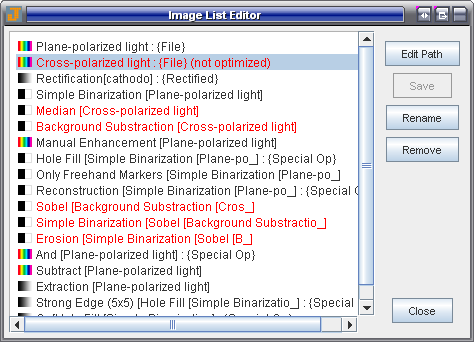 Image List Editor
Plane-polarized light : {File}
Cross-polarized light : {File} (not optimized)
Rectification[cathodo] : {Rectified}
Simple Binarization [Plane-polarized light]
Median [Cross-polarized light]
Background Substraction [Cross-polarized light]
Manual Enhancement [Plane-polarized light]
Hole Fill [Simple Binarization [Plane-po_] : {Special Op}
Only Freehand Markers [Simple Binarization [Plane-po_]
Reconstruction [Simple Binarization [Plane-po_] : {Special
Sobel [Background Substraction [Cros_]
Simple Binarization [Sobel [Background Substractio_]
Erosion [Simple Binarization [Sobel [B_]
And [Plane-polarized light] : {Special Op}
Subtract [Plane-polarized light]
Extraction [Plane-polarized light]
Strong Edge (5x5) [Hole Fill [Simple Binarizatio_] : {Special
Edit Path
Save
Rename
Remove
Close